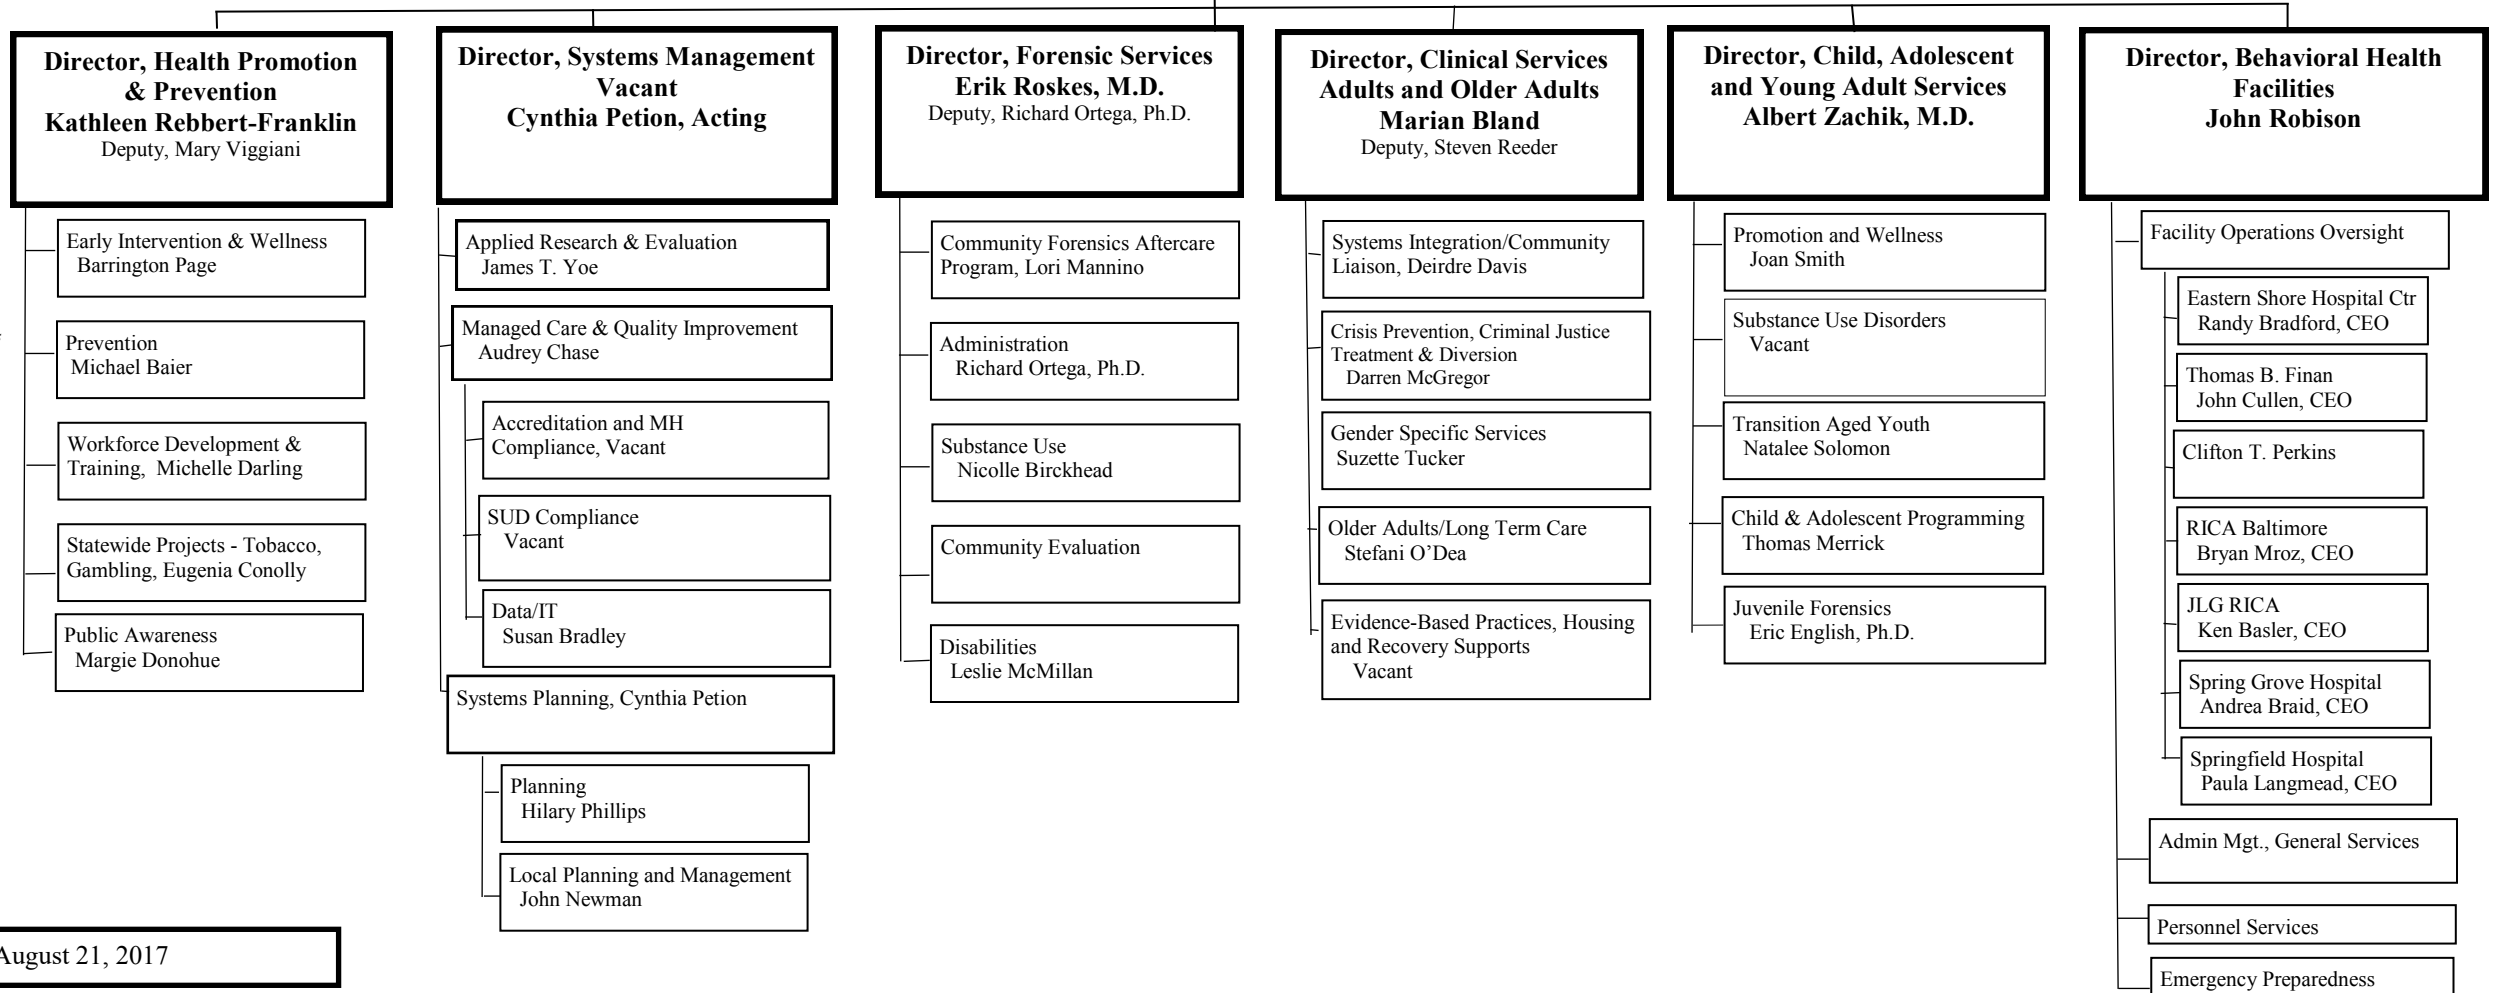 Director, Health Promotion
& Prevention
Kathleen Rebbert-Franklin
Deputy, Mary Viggiani
Early Intervention & Wellness
Barrington Page
Prevention
Michael Baier
Workforce Development &
Training, Michelle Darling
Statewide Projects - Tobacco,
Gambling, Eugenia Conolly
Public Awareness
Margie Donohue
Director, Systems Management
Vacant
Cynthia Petion, Acting
Applied Research & Evaluation
James T. Yoe
Managed Care & Quality Improvement
Audrey Chase
Accreditation and MH
Compliance, Vacant
SUD Compliance
Vacant
Data/IT
Susan Bradley
Systems Planning, Cynthia Petion
Planning
Hilary Phillips
Local Planning and Management
John Newman
Director, Forensic Services
Erik Roskes, M.D.
Deputy, Richard Ortega, Ph.D.
Community Forensics Aftercare
Program, Lori Mannino
Administration
Richard Ortega, Ph.D.
Substance Use
Nicolle Birckhead
Community Evaluation
Disabilities
Leslie McMillan
Director, Clinical Services
Adults and Older Adults
Marian Bland
Deputy, Steven Reeder
Systems Integration/Community
Liaison, Deirdre Davis
Crisis Prevention, Criminal Justice
Treatment & Diversion
Darren McGregor
Gender Specific Services
Suzette Tucker
Older Adults/Long Term Care
Stefani O’Dea
Evidence-Based Practices, Housing
and Recovery Supports
Vacant
Director, Child, Adolescent
and Young Adult Services
Albert Zachik, M.D.
Promotion and Wellness
Joan Smith
Substance Use Disorders
Vacant
Transition Aged Youth
Natalee Solomon
Child & Adolescent Programming
Thomas Merrick
Juvenile Forensics
Eric English, Ph.D.
Director, Behavioral Health
Facilities
John Robison
Facility Operations Oversight
Eastern Shore Hospital Ctr
Randy Bradford, CEO
Thomas B. Finan
John Cullen, CEO
Clifton T. Perkins
RICA Baltimore
Bryan Mroz, CEO
JLG RICA
Ken Basler, CEO
Spring Grove Hospital
Andrea Braid, CEO
Springfield Hospital
Paula Langmead, CEO
Admin Mgt., General Services
Personnel Services
Emergency Preparedness
August 21, 2017